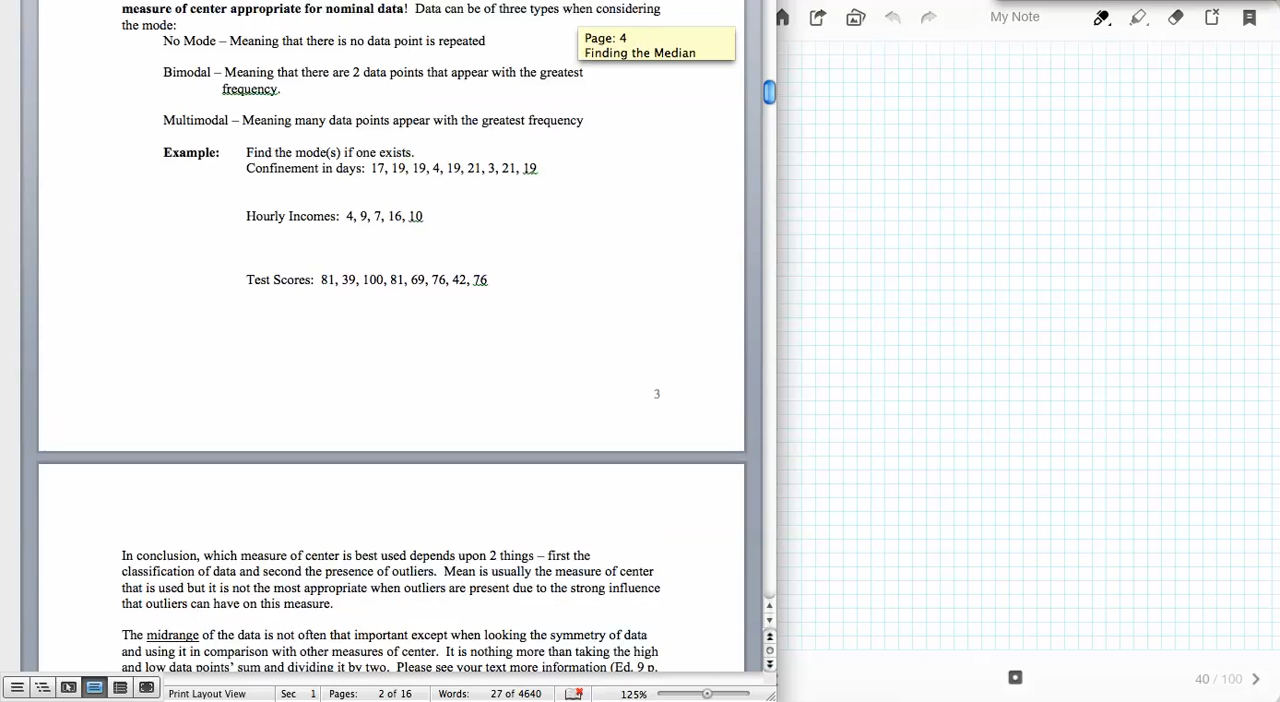 measure of center appropriate for nominal data!  Data can be of three types when considering
the mode:
No Mode – Meaning that there is no data point is repeated
Bimodal – Meaning that there are 2 data points that appear with the greatest
frequency.
Multimodal – Meaning many data points appear with the greatest frequency
Example: Find the mode(s) if one exists.
Confinement in days:  17, 19, 19, 4, 19, 21, 3, 21, 19
Hourly Incomes:  4, 9, 7, 16, 10
Test Scores:  81, 39, 100, 81, 69, 76, 42, 76
3
In conclusion, which measure of center is best used depends upon 2 things – first the
classification of data and second the presence of outliers.  Mean is usually the measure of center
that is used but it is not the most appropriate when outliers are present due to the strong influence
that outliers can have on this measure.
The midrange of the data is not often that important except when looking the symmetry of data
and using it in comparison with other measures of center.  It is nothing more than taking the high
and low data points' sum and dividing it by two.  Please see your text more information (Ed. 9 p.
Page: 4
Finding the Median
Print Layout View Sec 1 Pages: 2 of 16 Words: 27 of 4640 125%
My Note
40 / 100